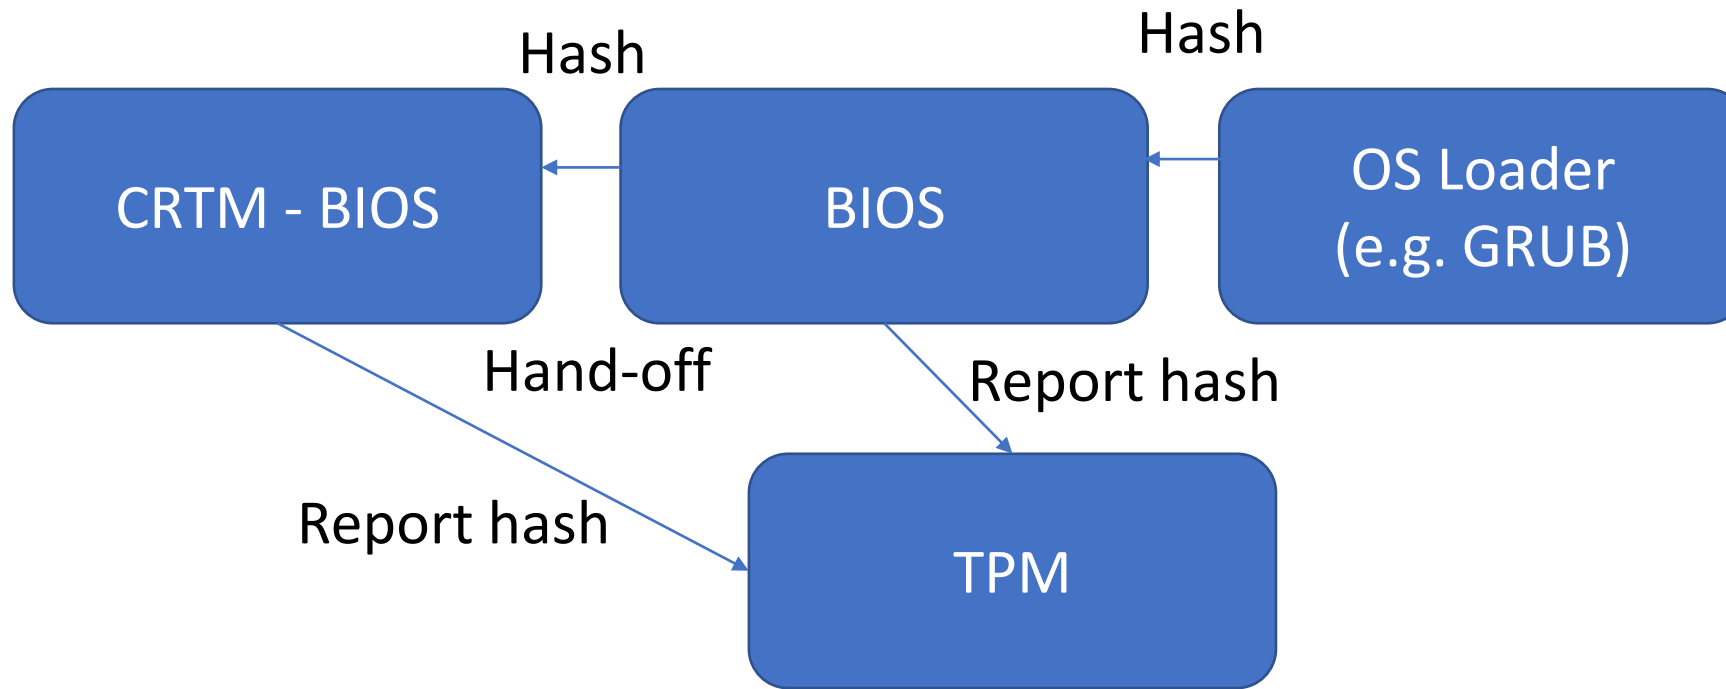 Hash
Hash
CRTM - BIOS
BIOS
OS Loader
(e.g. GRUB)
Hand-off
Report hash
Report hash
TPM